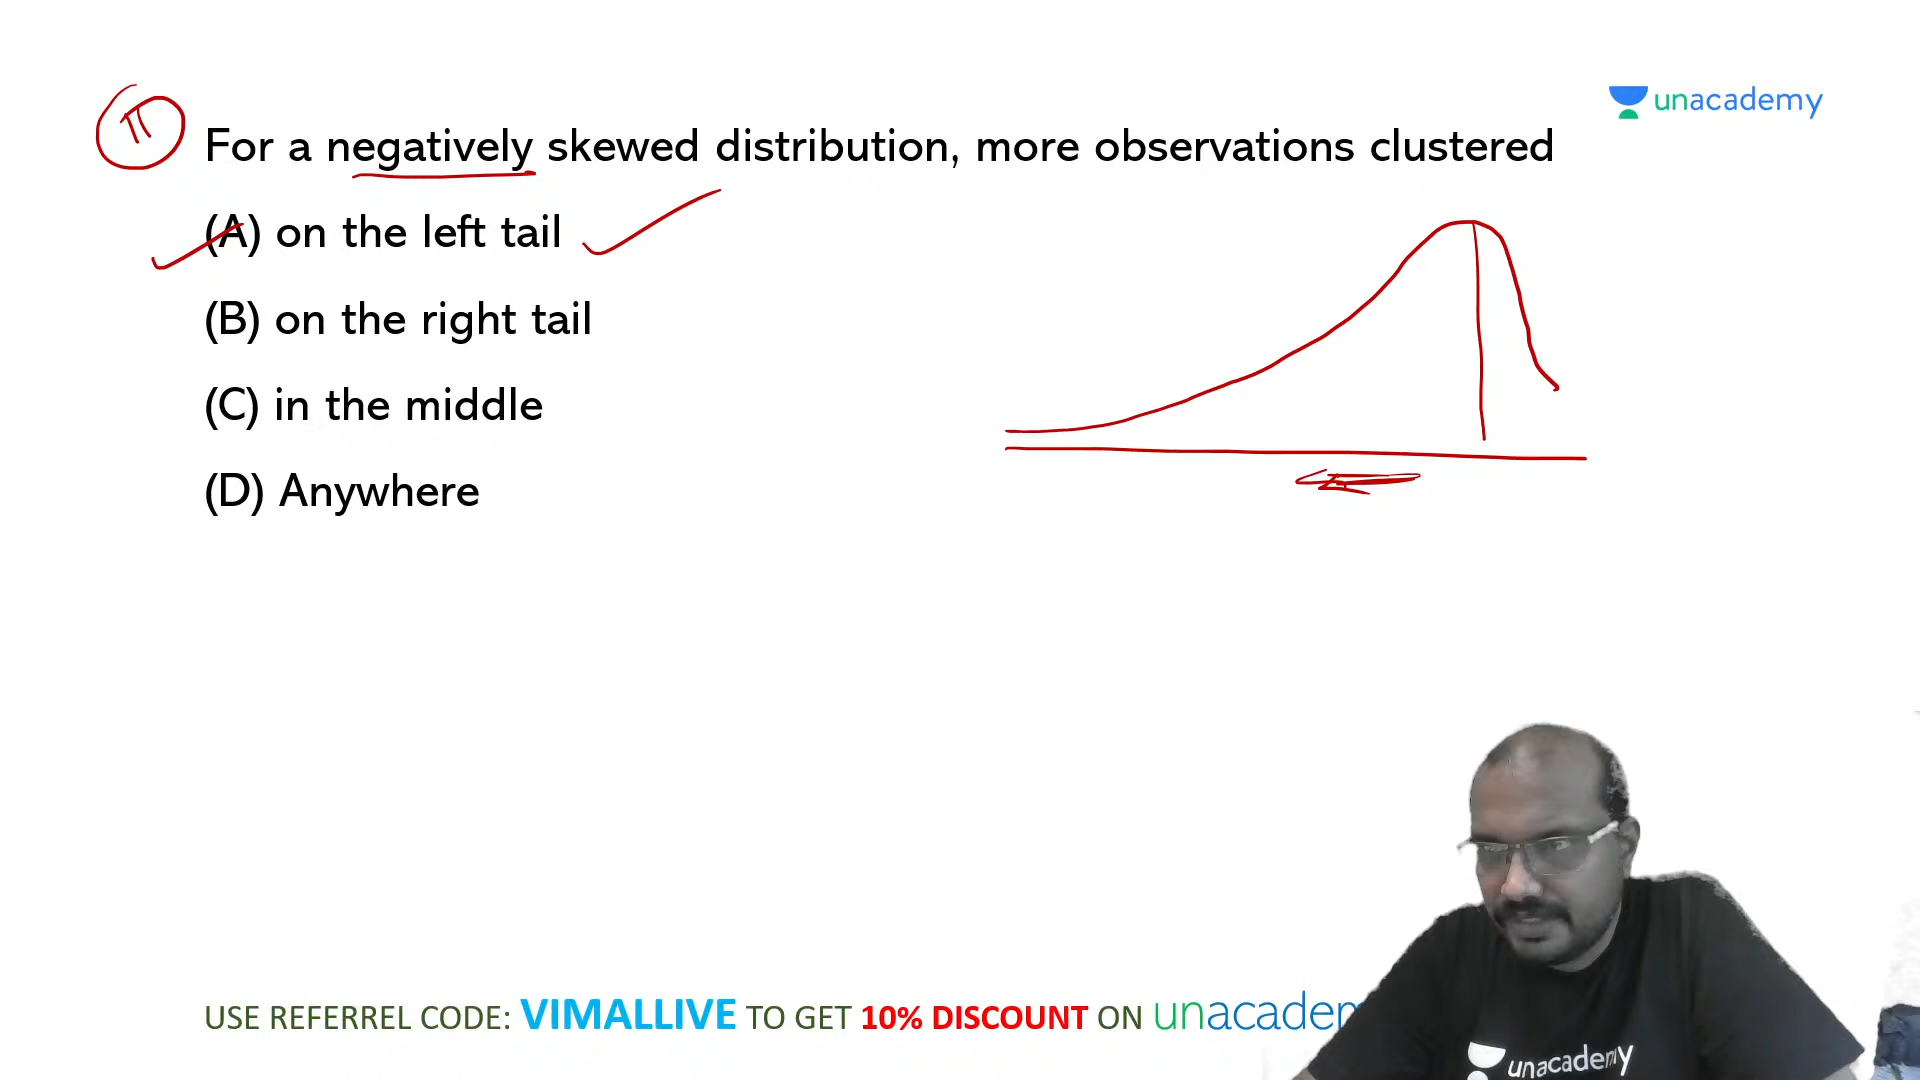 unacademy
π
For a negatively skewed distribution, more observations clustered
(A) on the left tail
(B) on the right tail
(C) in the middle
(D) Anywhere
USE REFERREL CODE: VIMALLIVE TO GET 10% DISCOUNT ON unacadem
unacademy